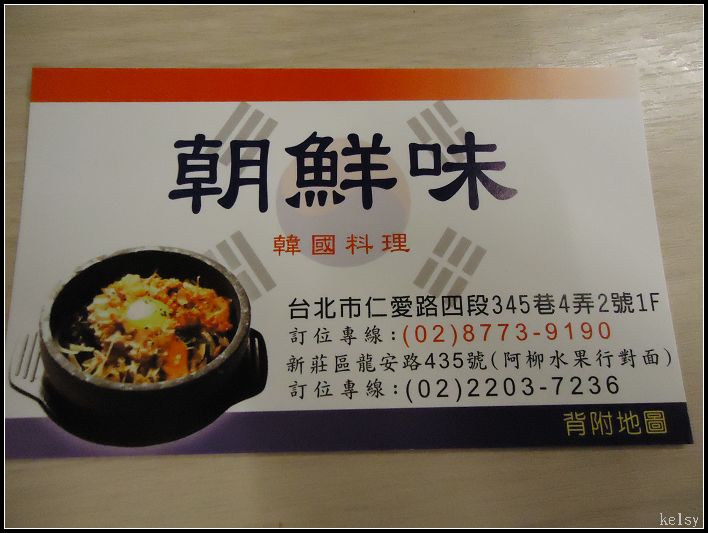 朝鮮味
韓國料理
台北市仁愛路四段345巷4弄2號1F
訂位專線:(02)8773-9190
新莊區龍安路435號(阿柳水果行對面)
訂位專線:(02)2203-7236
背附地圖
kelsy